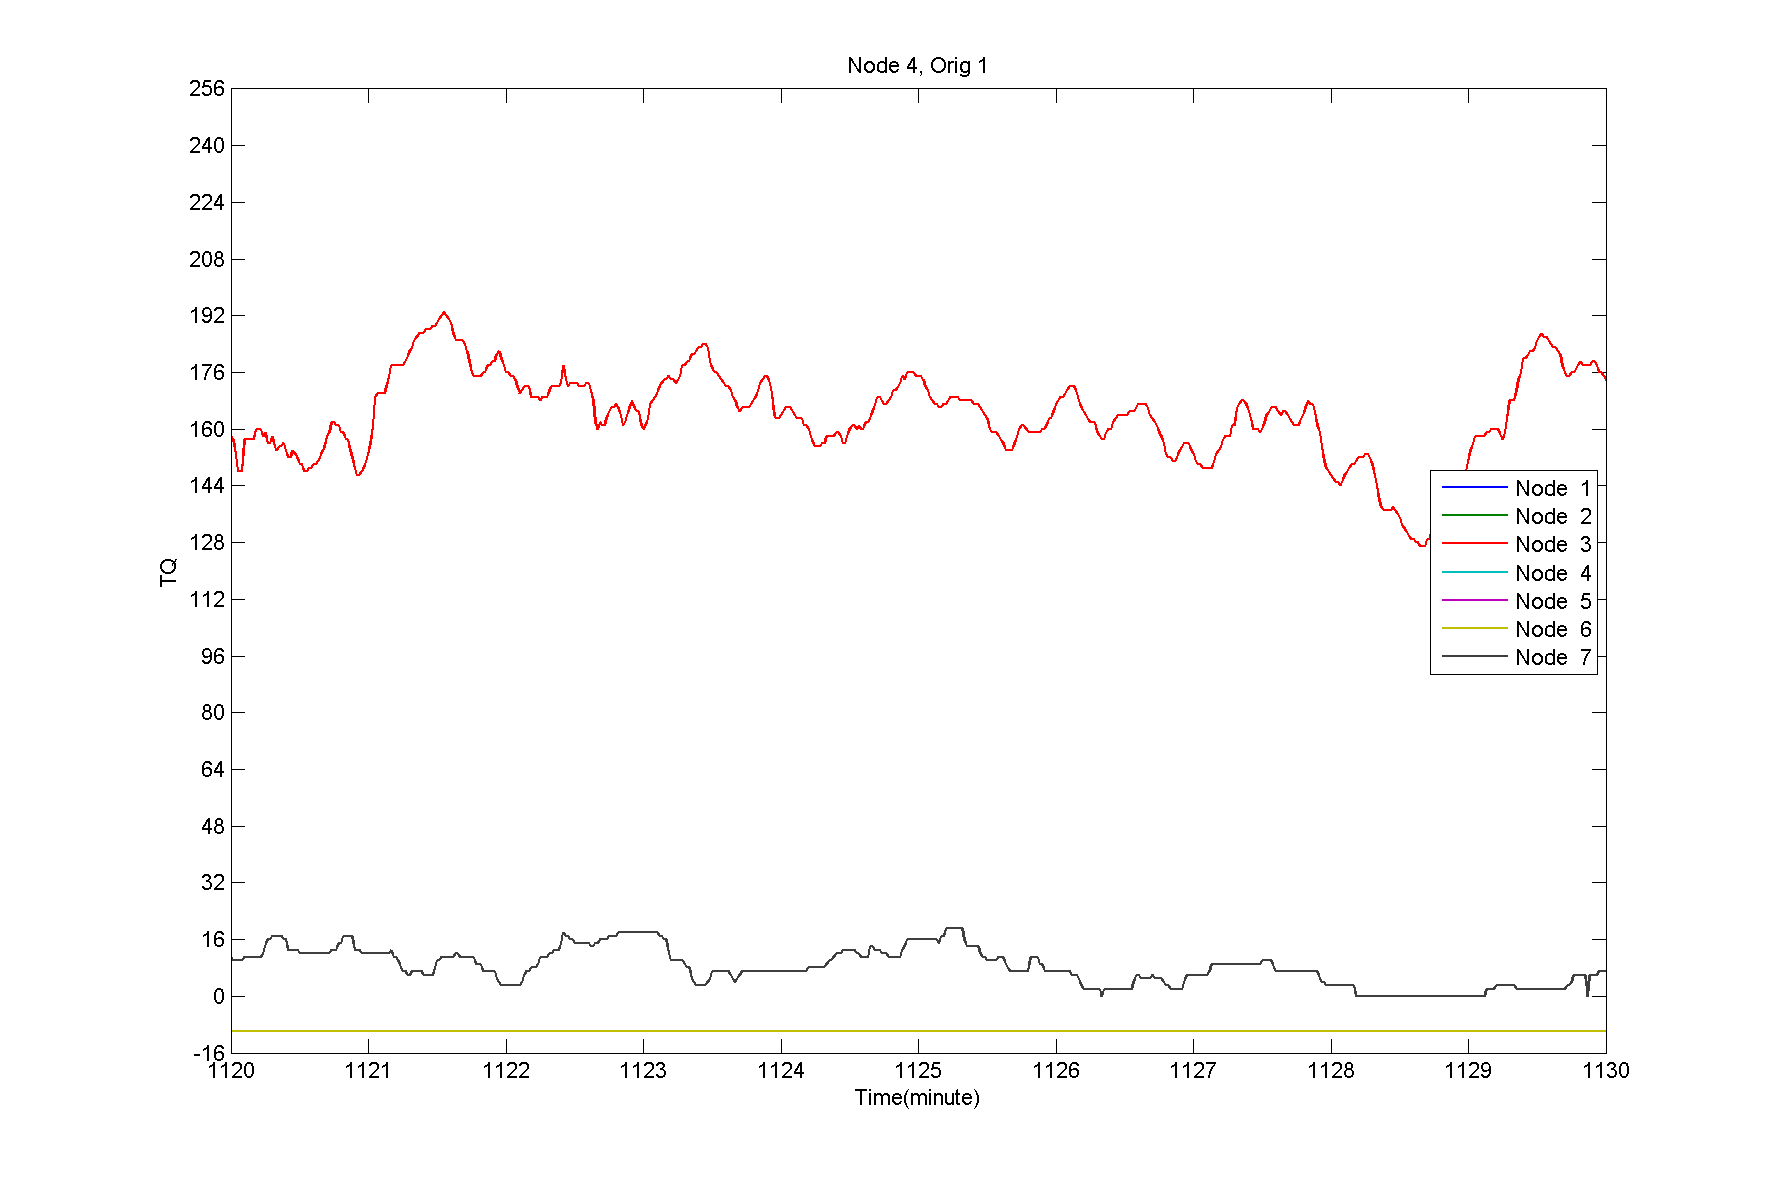 Node 4, Orig 1
256
240
224
208
192
176
160
144
128
112
96
80
64
48
32
16
0
-16
TQ
Node 1
Node 2
Node 3
Node 4
Node 5
Node 6
Node 7
1120 1121 1122 1123 1124 1125 1126 1127 1128 1129 1130
Time(minute)